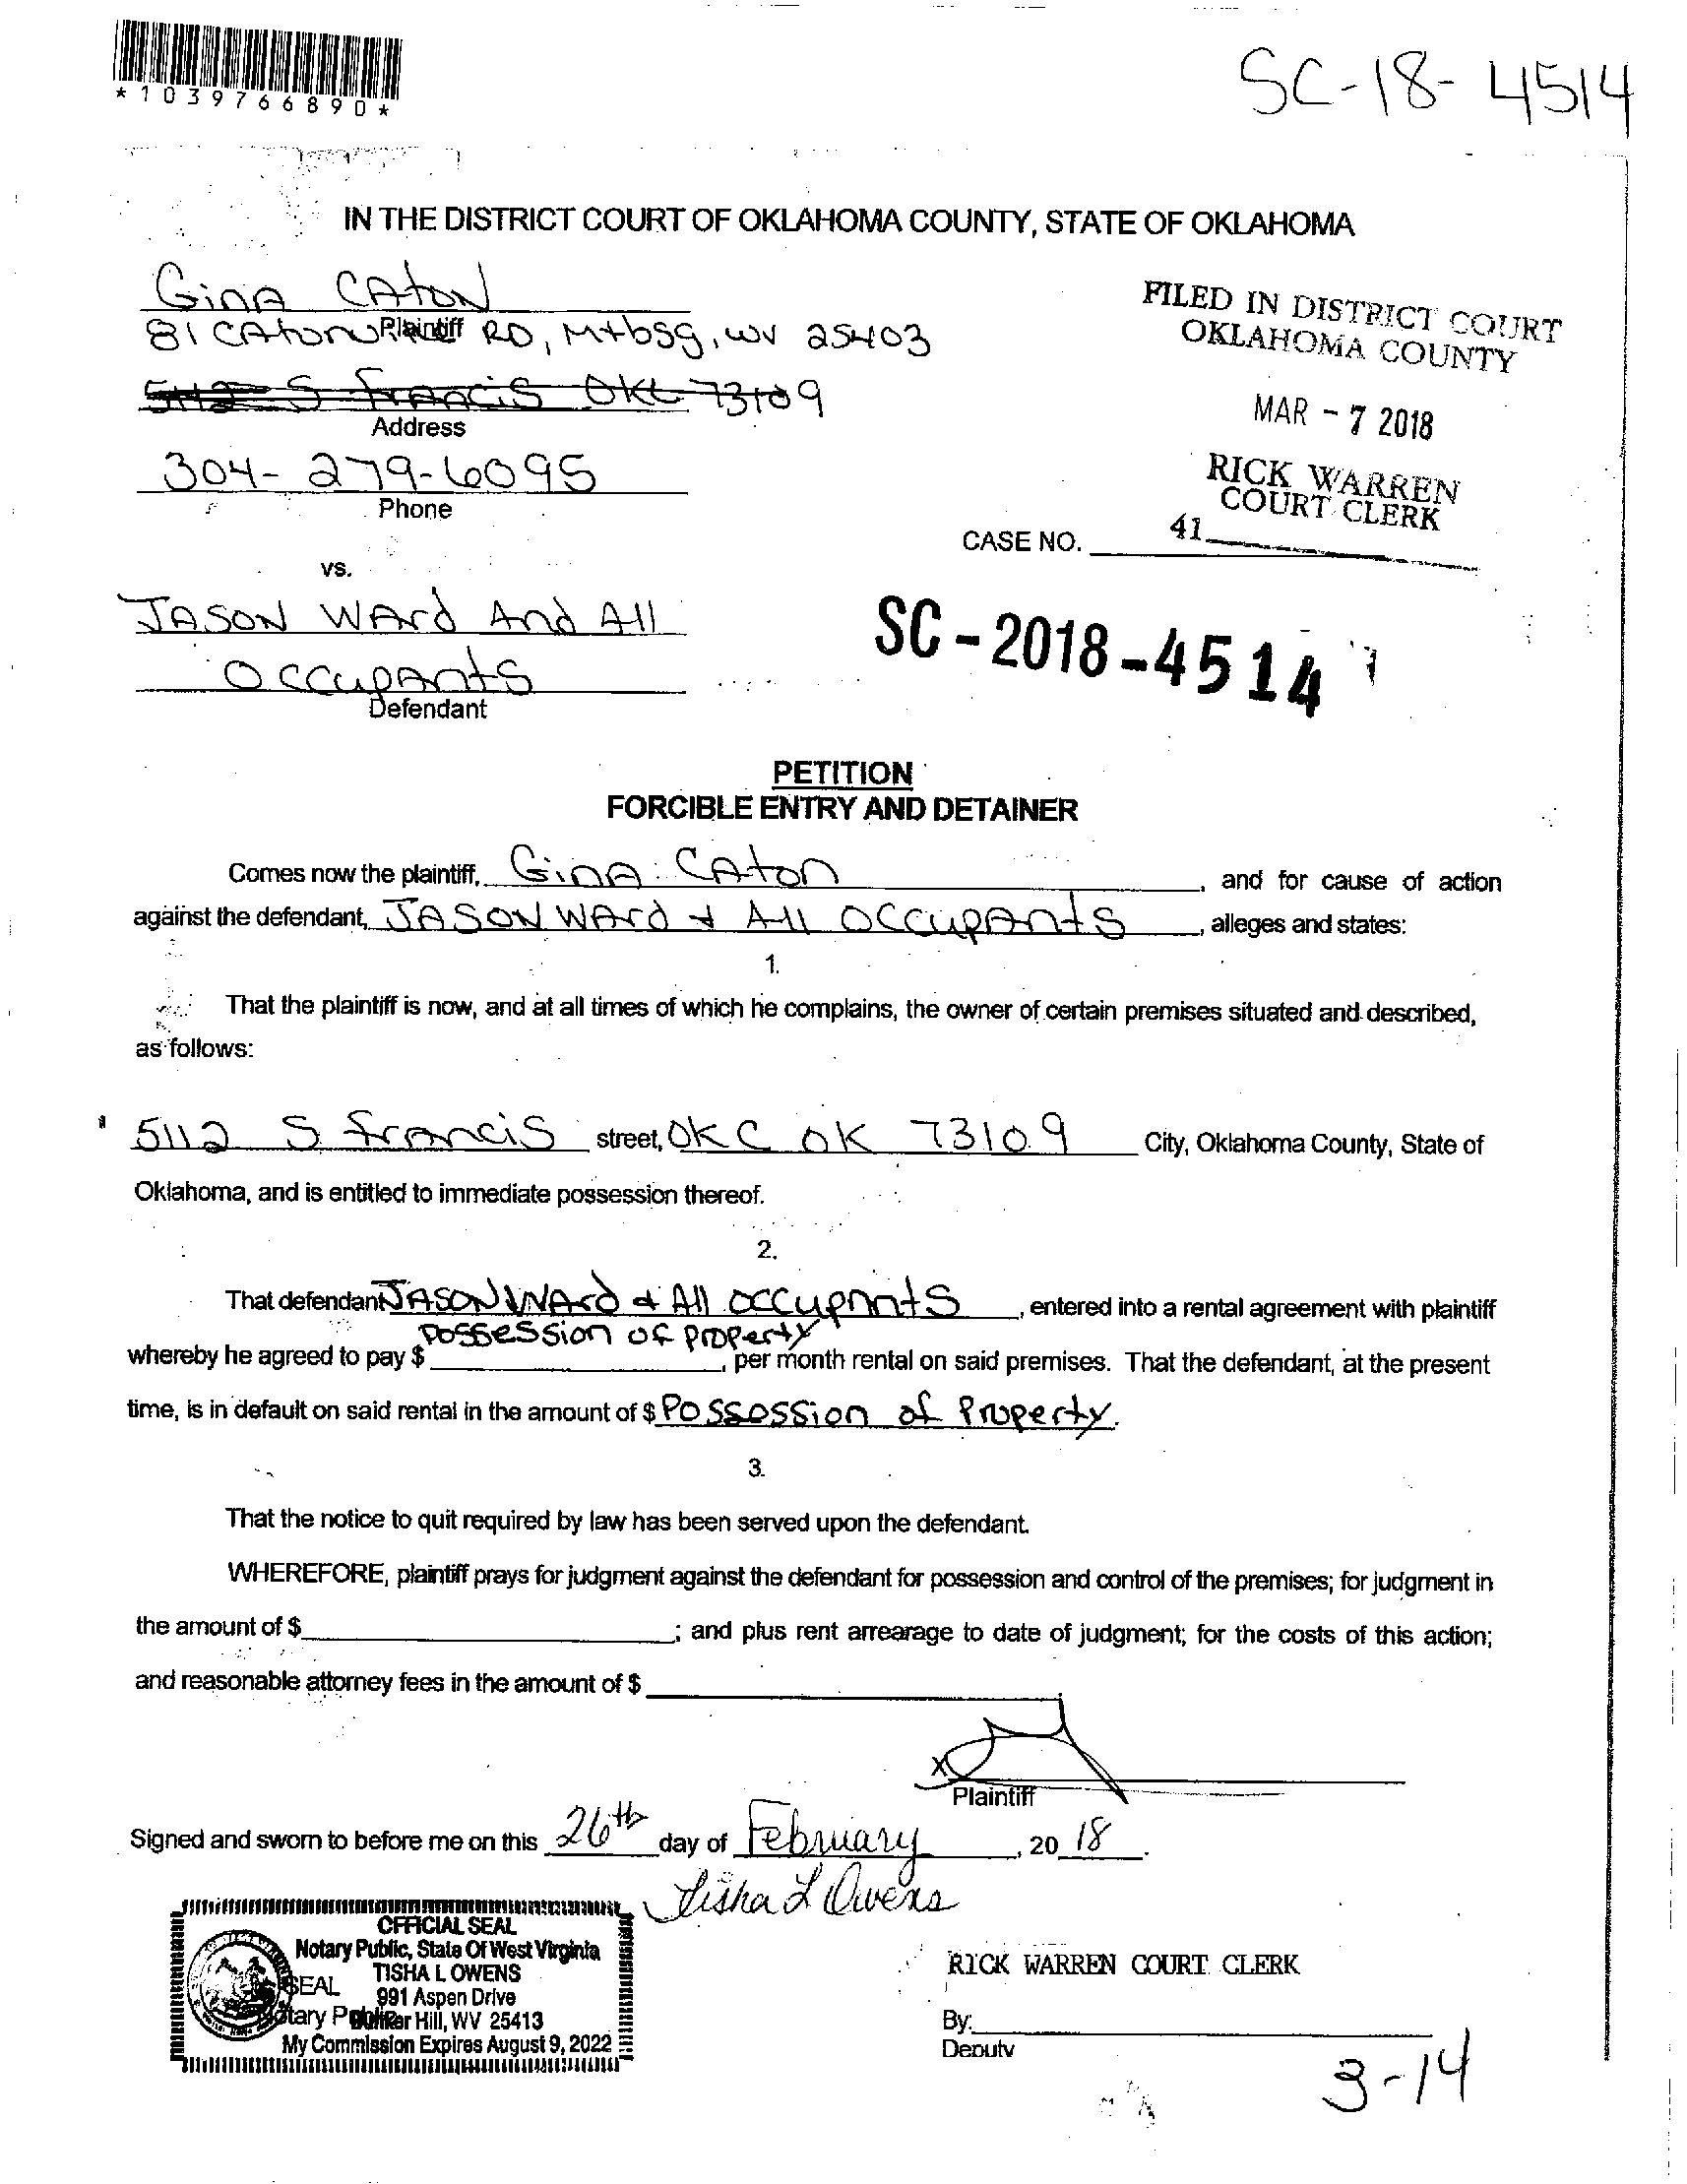 *1039766890*
SC-18-4514
IN THE DISTRICT COURT OF OKLAHOMA COUNTY, STATE OF OKLAHOMA
GinA CAtoN
Plaintiff
81 CAton RD, Mtbsg, WV 25403
5112 S Francis OKC 73109
Address
304-279-6095
Phone
vs.
JASON WArd And All
OccupAnts
Defendant
FILED IN DISTRICT COURT
OKLAHOMA COUNTY
MAR - 7 2018
RICK WARREN
COURT CLERK
41
CASE NO.
SC-2018-4514
PETITION
FORCIBLE ENTRY AND DETAINER
Comes now the plaintiff, GinA CAton, and for cause of action
against the defendant, JASON WArd & All OccupAnts, alleges and states:
1.
That the plaintiff is now, and at all times of which he complains, the owner of certain premises situated and described,
as follows:
5112 S Francis street, OKC OK 73109 City, Oklahoma County, State of
Oklahoma, and is entitled to immediate possession thereof.
2.
That defendant JASON WArd & All OccupAnts, entered into a rental agreement with plaintiff
possession of property
whereby he agreed to pay $, per month rental on said premises. That the defendant, at the present
time, is in default on said rental in the amount of $ Possession of Property.
3.
That the notice to quit required by law has been served upon the defendant.
WHEREFORE, plaintiff prays for judgment against the defendant for possession and control of the premises; for judgment in
the amount of $; and plus rent arrearage to date of judgment; for the costs of this action;
and reasonable attorney fees in the amount of $
X
Plaintiff
Signed and sworn to before me on this 26th day of February, 20 18.
Tisha L Owens
OFFICIAL SEAL
Notary Public, State Of West Virginia
TISHA L OWENS
SEAL
991 Aspen Drive
Notary Public
Bunker Hill, WV 25413
My Commission Expires August 9, 2022
RICK WARREN COURT CLERK
By:
Deputy
3-14